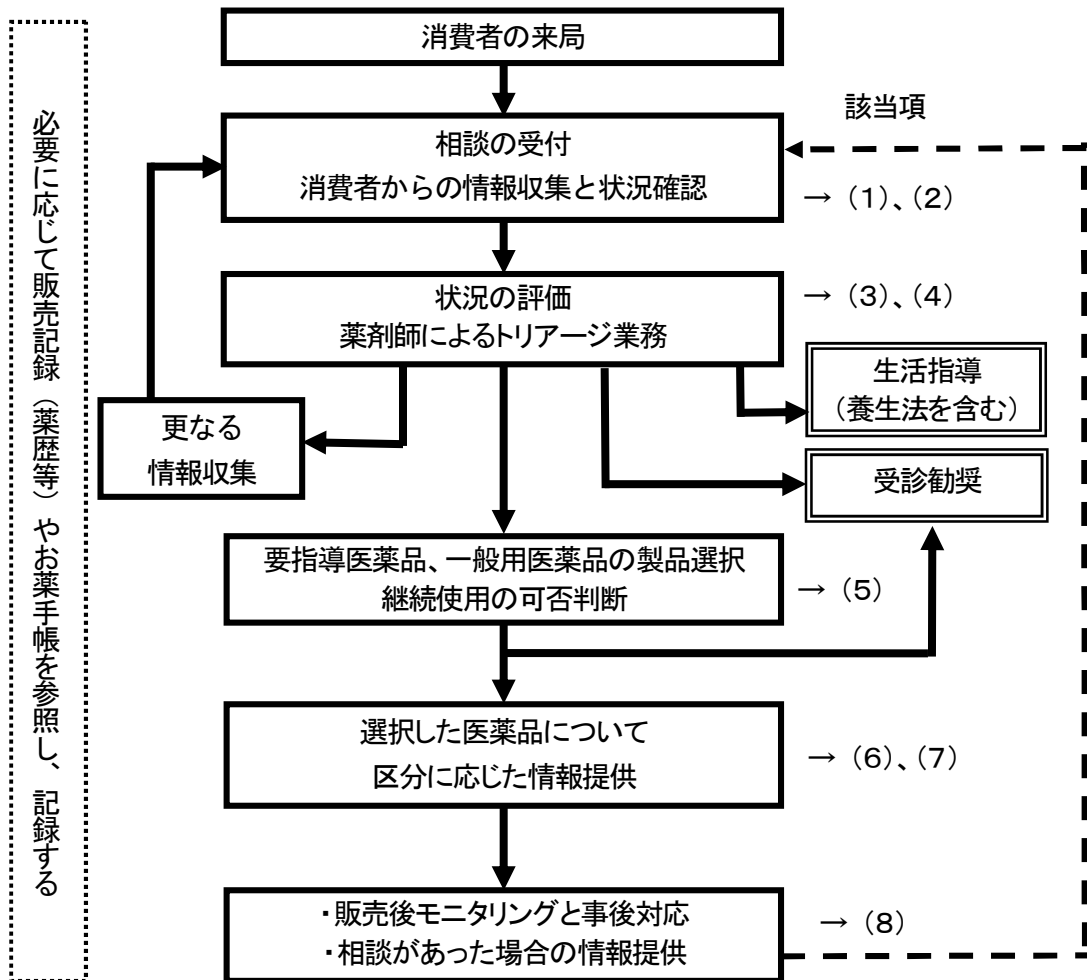 必要に応じて販売記録（薬歴等）やお薬手帳を参照し、記録する
消費者の来局
該当項
相談の受付
消費者からの情報収集と状況確認
→（1）、（2）
状況の評価
薬剤師によるトリアージ業務
→（3）、（4）
生活指導
（養生法を含む）
更なる
情報収集
受診勧奨
要指導医薬品、一般用医薬品の製品選択
継続使用の可否判断
→（5）
選択した医薬品について
区分に応じた情報提供
→（6）、（7）
・販売後モニタリングと事後対応
・相談があった場合の情報提供
→（8）